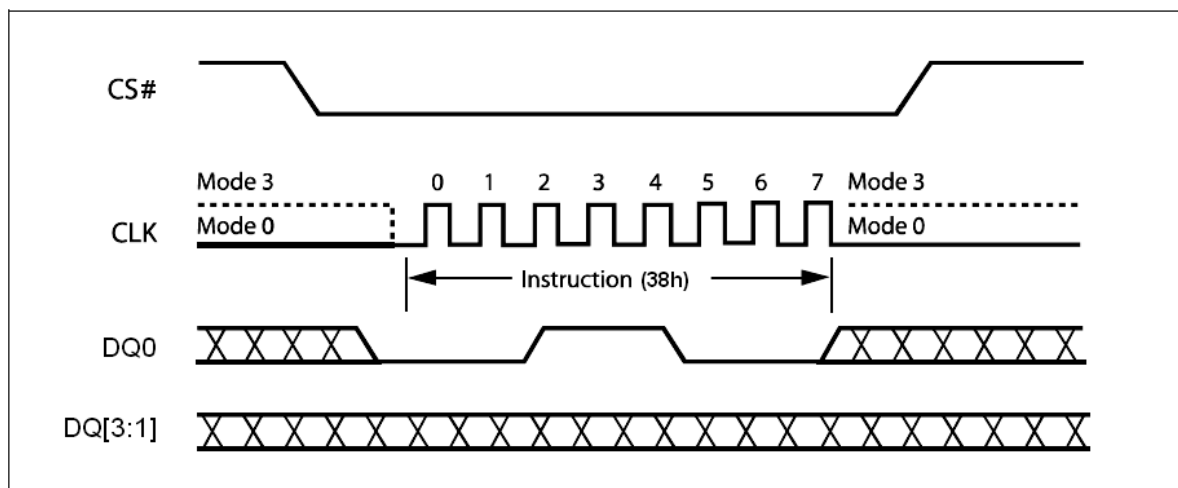 CS#
Mode 3 0 1 2 3 4 5 6 7 Mode 3
CLK Mode 0 Mode 0
Instruction (38h)
DQ0
DQ[3:1]